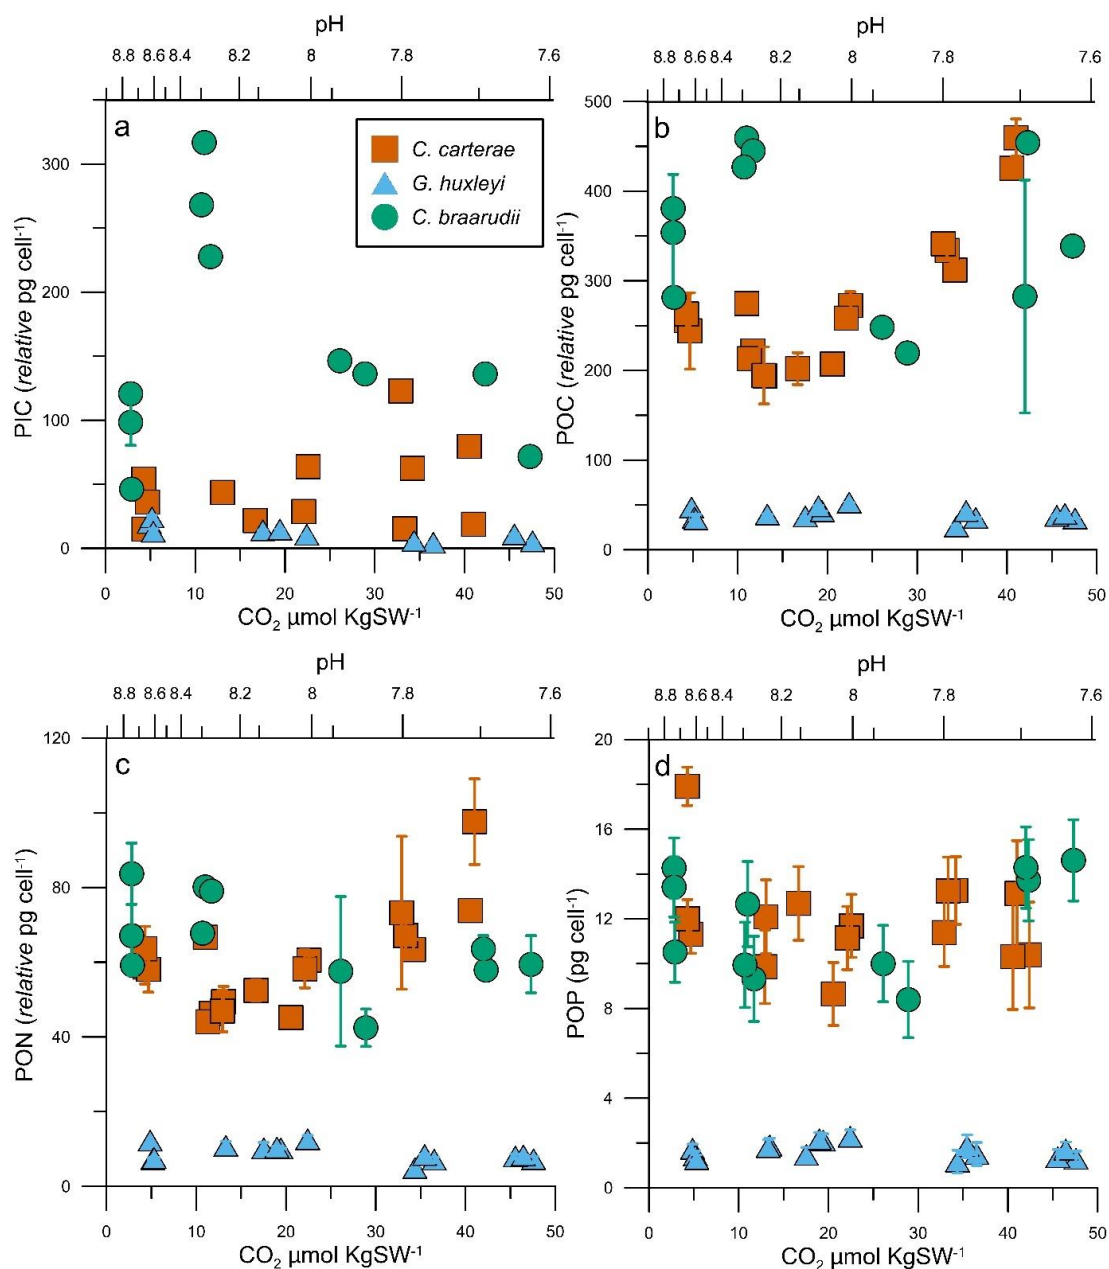 pH
8.8 8.6 8.4 8.2 8 7.8 7.6
a
300
200
100
0
PIC (relative pg cell-1)
C. carterae
G. huxleyi
C. braarudii
0 10 20 30 40 50
CO2 µmol KgSW-1
pH
8.8 8.6 8.4 8.2 8 7.8 7.6
b
500
400
300
200
100
0
POC (relative pg cell-1)
0 10 20 30 40 50
CO2 µmol KgSW-1
pH
8.8 8.6 8.4 8.2 8 7.8 7.6
c
120
80
40
0
PON (relative pg cell-1)
0 10 20 30 40 50
CO2 µmol KgSW-1
pH
8.8 8.6 8.4 8.2 8 7.8 7.6
d
20
16
12
8
4
0
POP (pg cell-1)
0 10 20 30 40 50
CO2 µmol KgSW-1